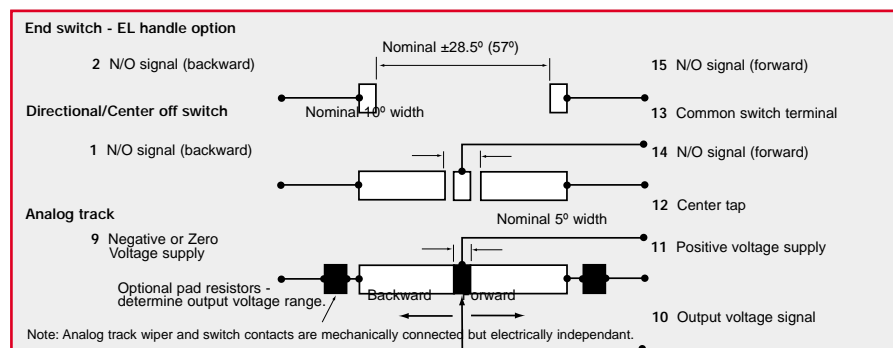 End switch - EL handle option
Nominal ±28.5º (57º)
2 N/O signal (backward)
15 N/O signal (forward)
Nominal 10º width
13 Common switch terminal
Directional/Center off switch
1 N/O signal (backward)
14 N/O signal (forward)
12 Center tap
Nominal 5º width
Analog track
9 Negative or Zero
Voltage supply
11 Positive voltage supply
Optional pad resistors -
determine output voltage range.
Backward
Forward
10 Output voltage signal
Note: Analog track wiper and switch contacts are mechanically connected but electrically independant.